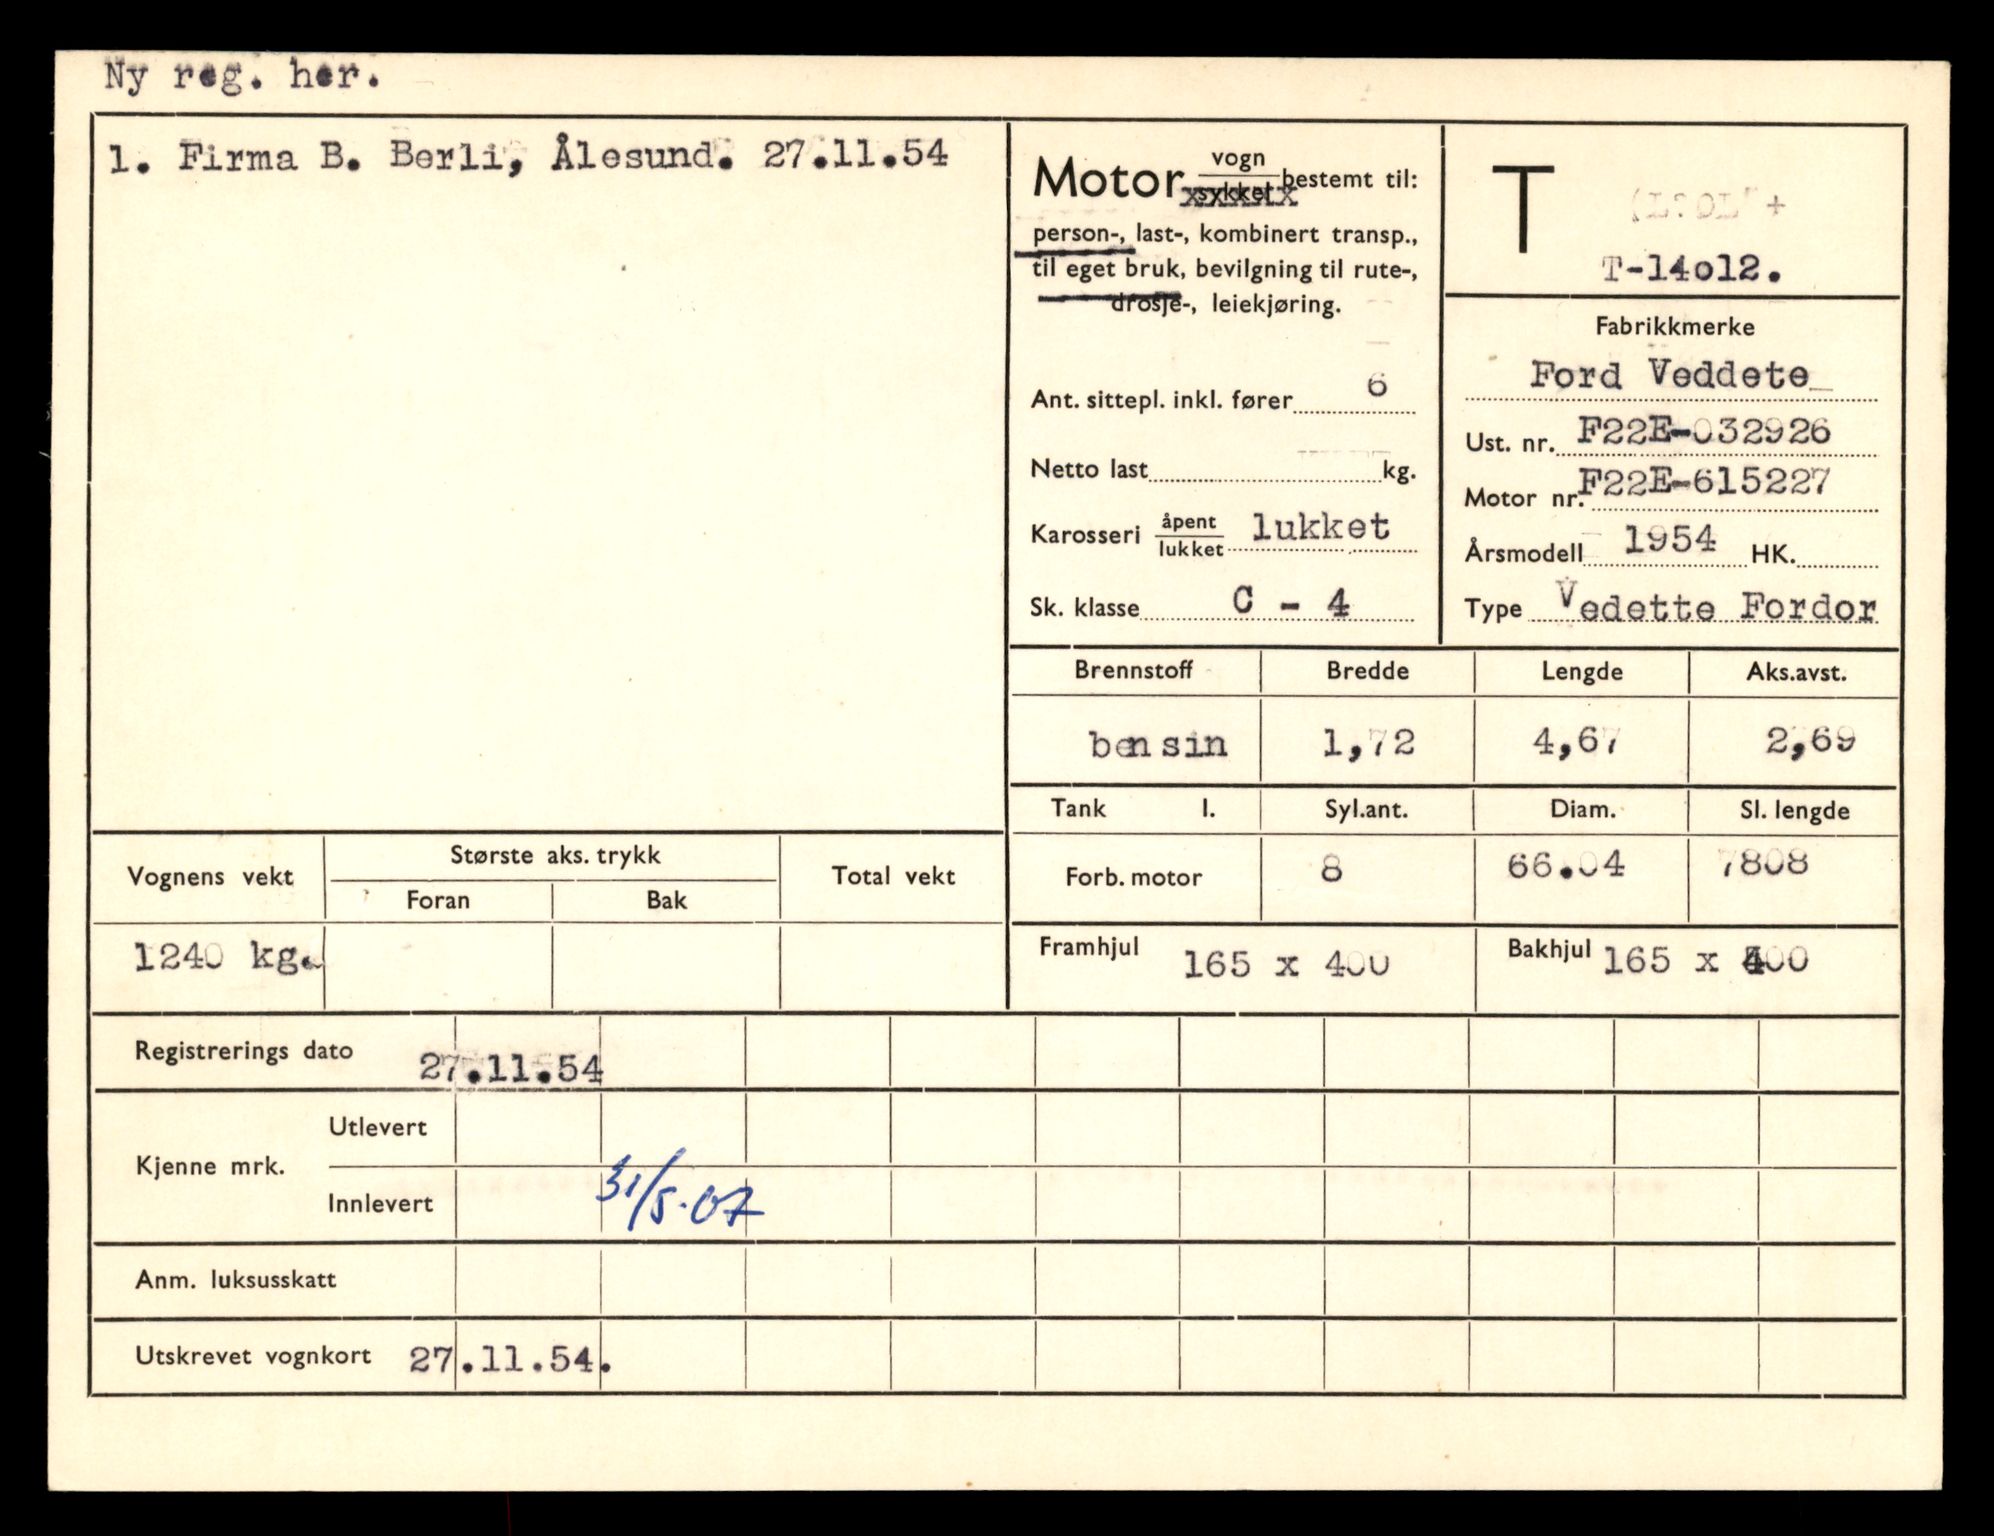 Ny reg. her.
1. Firma B. Berli, Ålesund. 27.11.54
Motor vogn
sykkel bestemt til:
person-, last-, kombinert transp.,
til eget bruk, bevilgning til rute-,
drosje-, leiekjøring.
Ant. sittepl. inkl. fører 6
Netto last kg.
Karosseri åpent
lukket lukket
Sk. klasse C - 4
T
T-14o12.
Fabrikkmerke
Ford Veddete
Ust. nr. F22E-032926
Motor nr. F22E-615227
Årsmodell 1954 HK.
Type Vedette Fordor
Brennstoff Bredde Lengde Aks.avst.
bensin 1,72 4,67 2,69
Tank l. Syl.ant. Diam. Sl. lengde
Forb. motor 8 66.04 7808
Framhjul 165 x 400 Bakhjul 165 x 400
Vognens vekt Største aks. trykk Total vekt
Foran Bak
1240 kg.
Registrerings dato 27.11.54
Kjenne mrk. Utlevert
Innlevert 31/5.07
Anm. luksusskatt
Utskrevet vognkort 27.11.54.